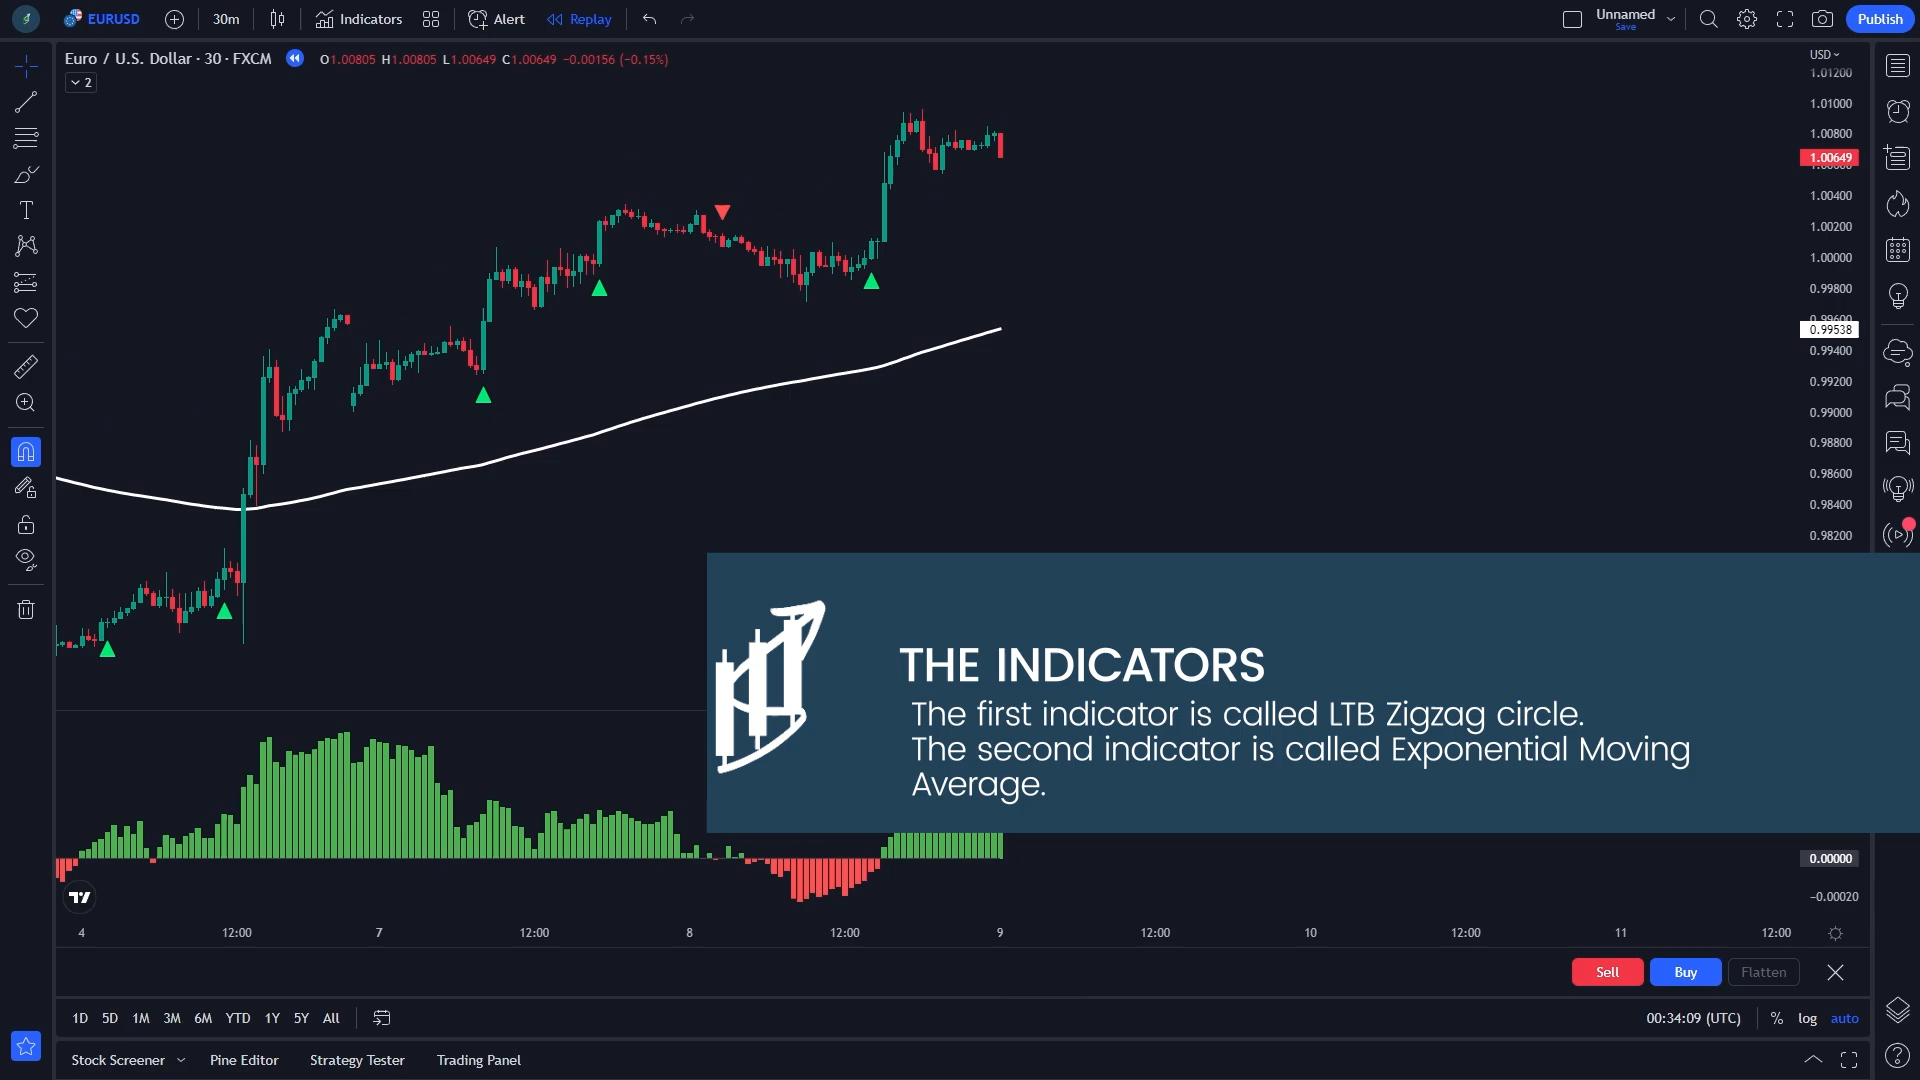 EURUSD 30m Indicators Alert Replay Unnamed Save Publish
Euro / U.S. Dollar · 30 · FXCM O1.00805 H1.00805 L1.00649 C1.00649 −0.00156 (−0.15%)
2
USD
1.01200
1.01000
1.00800
1.00649
1.00400
1.00200
1.00000
0.99800
0.99600
0.99538
0.99400
0.99200
0.99000
0.98800
0.98600
0.98400
0.98200
THE INDICATORS
The first indicator is called LTB Zigzag circle.
The second indicator is called Exponential Moving
Average.
0.00000
−0.00020
4 12:00 7 12:00 8 12:00 9 12:00 10 12:00 11 12:00
Sell Buy Flatten
1D 5D 1M 3M 6M YTD 1Y 5Y All 00:34:09 (UTC) % log auto
Stock Screener Pine Editor Strategy Tester Trading Panel